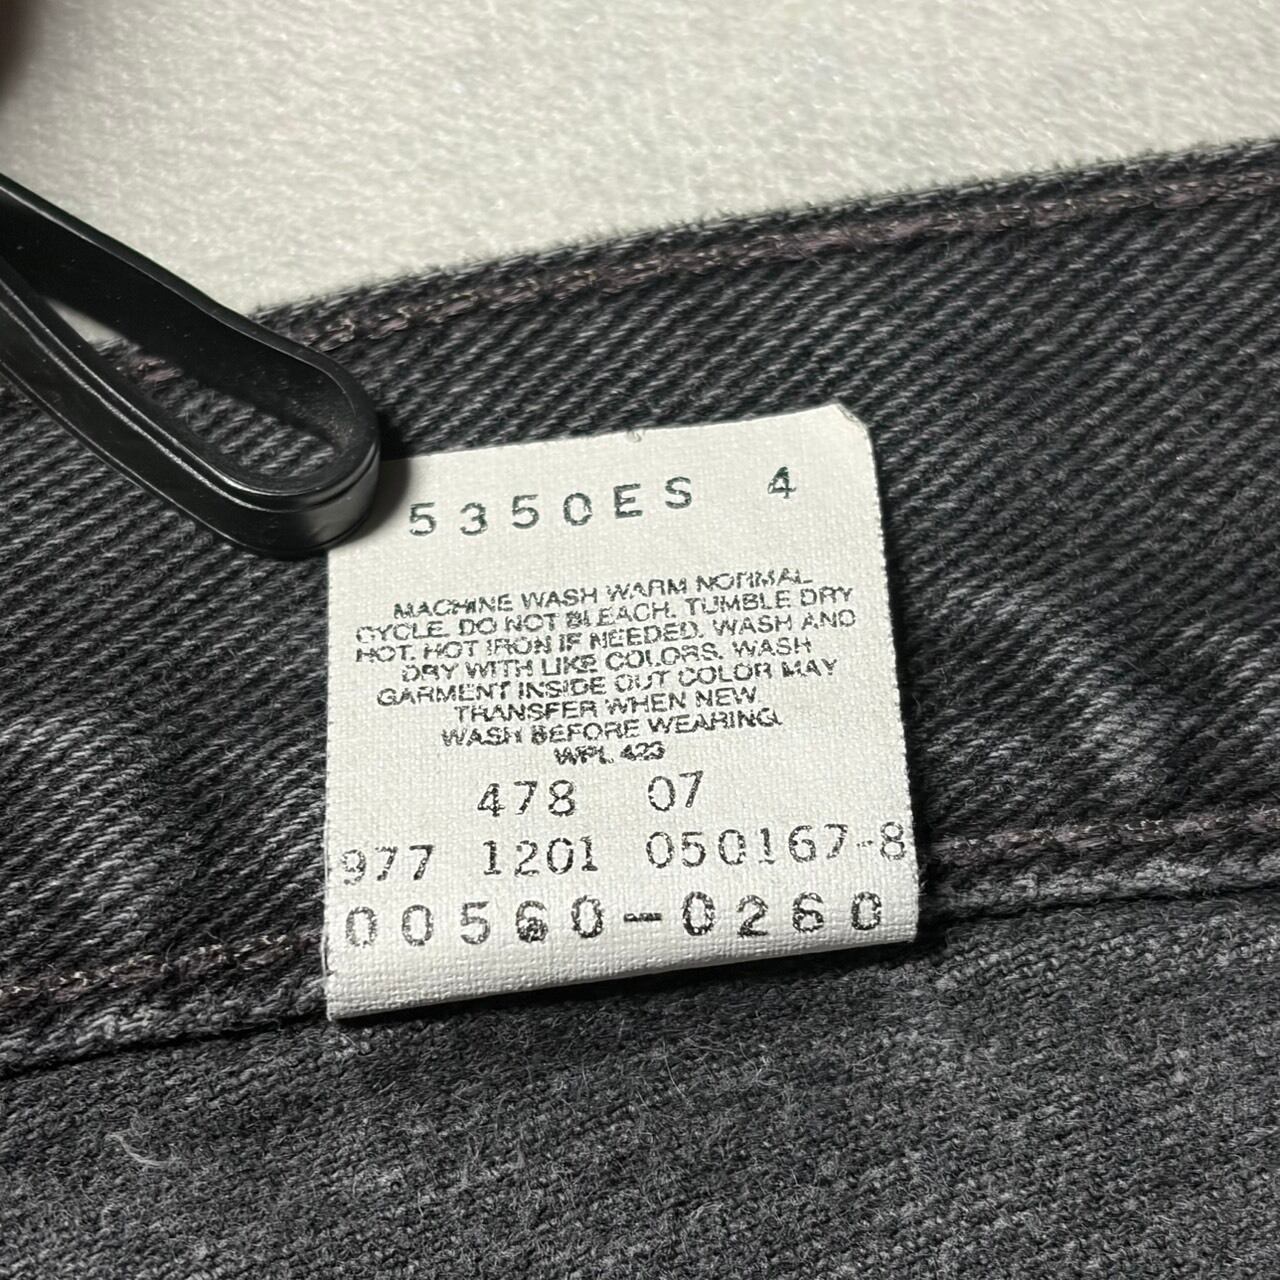 5350ES 4
MACHINE WASH WARM NORMAL
CYCLE. DO NOT BLEACH. TUMBLE DRY
HOT. HOT IRON IF NEEDED. WASH AND
DRY WITH LIKE COLORS. WASH
GARMENT INSIDE OUT COLOR MAY
TRANSFER WHEN NEW.
WASH BEFORE WEARING.
WPL 423
478 07
977 1201 050167-8
00560-0260